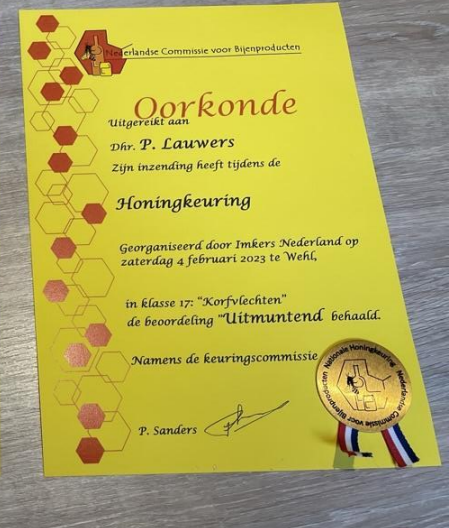 Nederlandse Commissie voor Bijenproducten
Oorkonde
Uitgereikt aan
Dhr. P. Lauwers
Zijn inzending heeft tijdens de
Honingkeuring
Georganiseerd door Imkers Nederland op
zaterdag 4 februari 2023 te Wehl,
in klasse 17: "Korfvlechten"
de beoordeling "Uitmuntend behaald.
Namens de keuringscommissie
P. Sanders
Nationale Honingkeuring
Nederlandse Commissie voor Bijenproducten